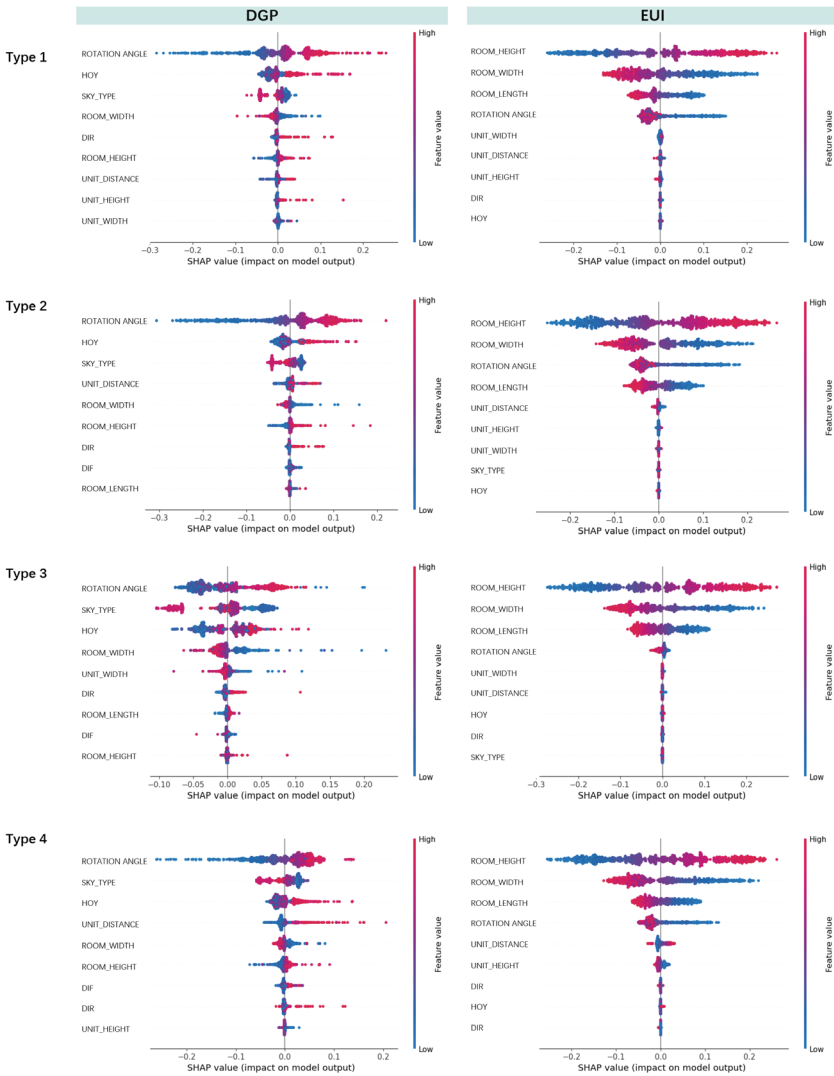 DGP
EUI
Type 1
ROTATION ANGLE
HOY
SKY_TYPE
ROOM_WIDTH
DIR
ROOM_HEIGHT
UNIT_DISTANCE
UNIT_HEIGHT
UNIT_WIDTH
−0.3 −0.2 −0.1 0.0 0.1 0.2
SHAP value (impact on model output)
High
Feature value
Low
ROOM_HEIGHT
ROOM_WIDTH
ROOM_LENGTH
ROTATION ANGLE
UNIT_WIDTH
UNIT_DISTANCE
UNIT_HEIGHT
DIR
HOY
−0.2 −0.1 0.0 0.1 0.2
SHAP value (impact on model output)
High
Feature value
Low
Type 2
ROTATION ANGLE
HOY
SKY_TYPE
UNIT_DISTANCE
ROOM_WIDTH
ROOM_HEIGHT
DIR
DIF
ROOM_LENGTH
−0.3 −0.2 −0.1 0.0 0.1 0.2
SHAP value (impact on model output)
High
Feature value
Low
ROOM_HEIGHT
ROOM_WIDTH
ROTATION ANGLE
ROOM_LENGTH
UNIT_DISTANCE
UNIT_HEIGHT
UNIT_WIDTH
SKY_TYPE
HOY
−0.2 −0.1 0.0 0.1 0.2
SHAP value (impact on model output)
High
Feature value
Low
Type 3
ROTATION ANGLE
SKY_TYPE
HOY
ROOM_WIDTH
UNIT_WIDTH
DIR
ROOM_LENGTH
DIF
ROOM_HEIGHT
−0.10 −0.05 0.00 0.05 0.10 0.15 0.20
SHAP value (impact on model output)
High
Feature value
Low
ROOM_HEIGHT
ROOM_WIDTH
ROOM_LENGTH
ROTATION ANGLE
UNIT_WIDTH
UNIT_DISTANCE
HOY
DIR
SKY_TYPE
−0.3 −0.2 −0.1 0.0 0.1 0.2
SHAP value (impact on model output)
High
Feature value
Low
Type 4
ROTATION ANGLE
SKY_TYPE
HOY
UNIT_DISTANCE
ROOM_WIDTH
ROOM_HEIGHT
DIF
DIR
UNIT_HEIGHT
−0.2 −0.1 0.0 0.1 0.2
SHAP value (impact on model output)
High
Feature value
Low
ROOM_HEIGHT
ROOM_WIDTH
ROOM_LENGTH
ROTATION ANGLE
UNIT_DISTANCE
UNIT_HEIGHT
DIR
HOY
DIR
−0.2 −0.1 0.0 0.1 0.2
SHAP value (impact on model output)
High
Feature value
Low